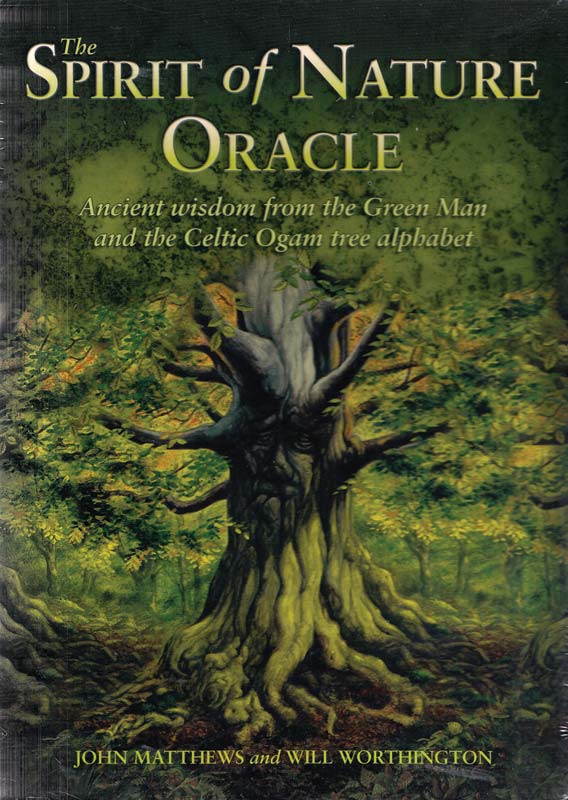 The
SPIRIT of NATURE
ORACLE
Ancient wisdom from the Green Man
and the Celtic Ogam tree alphabet
JOHN MATTHEWS and WILL WORTHINGTON